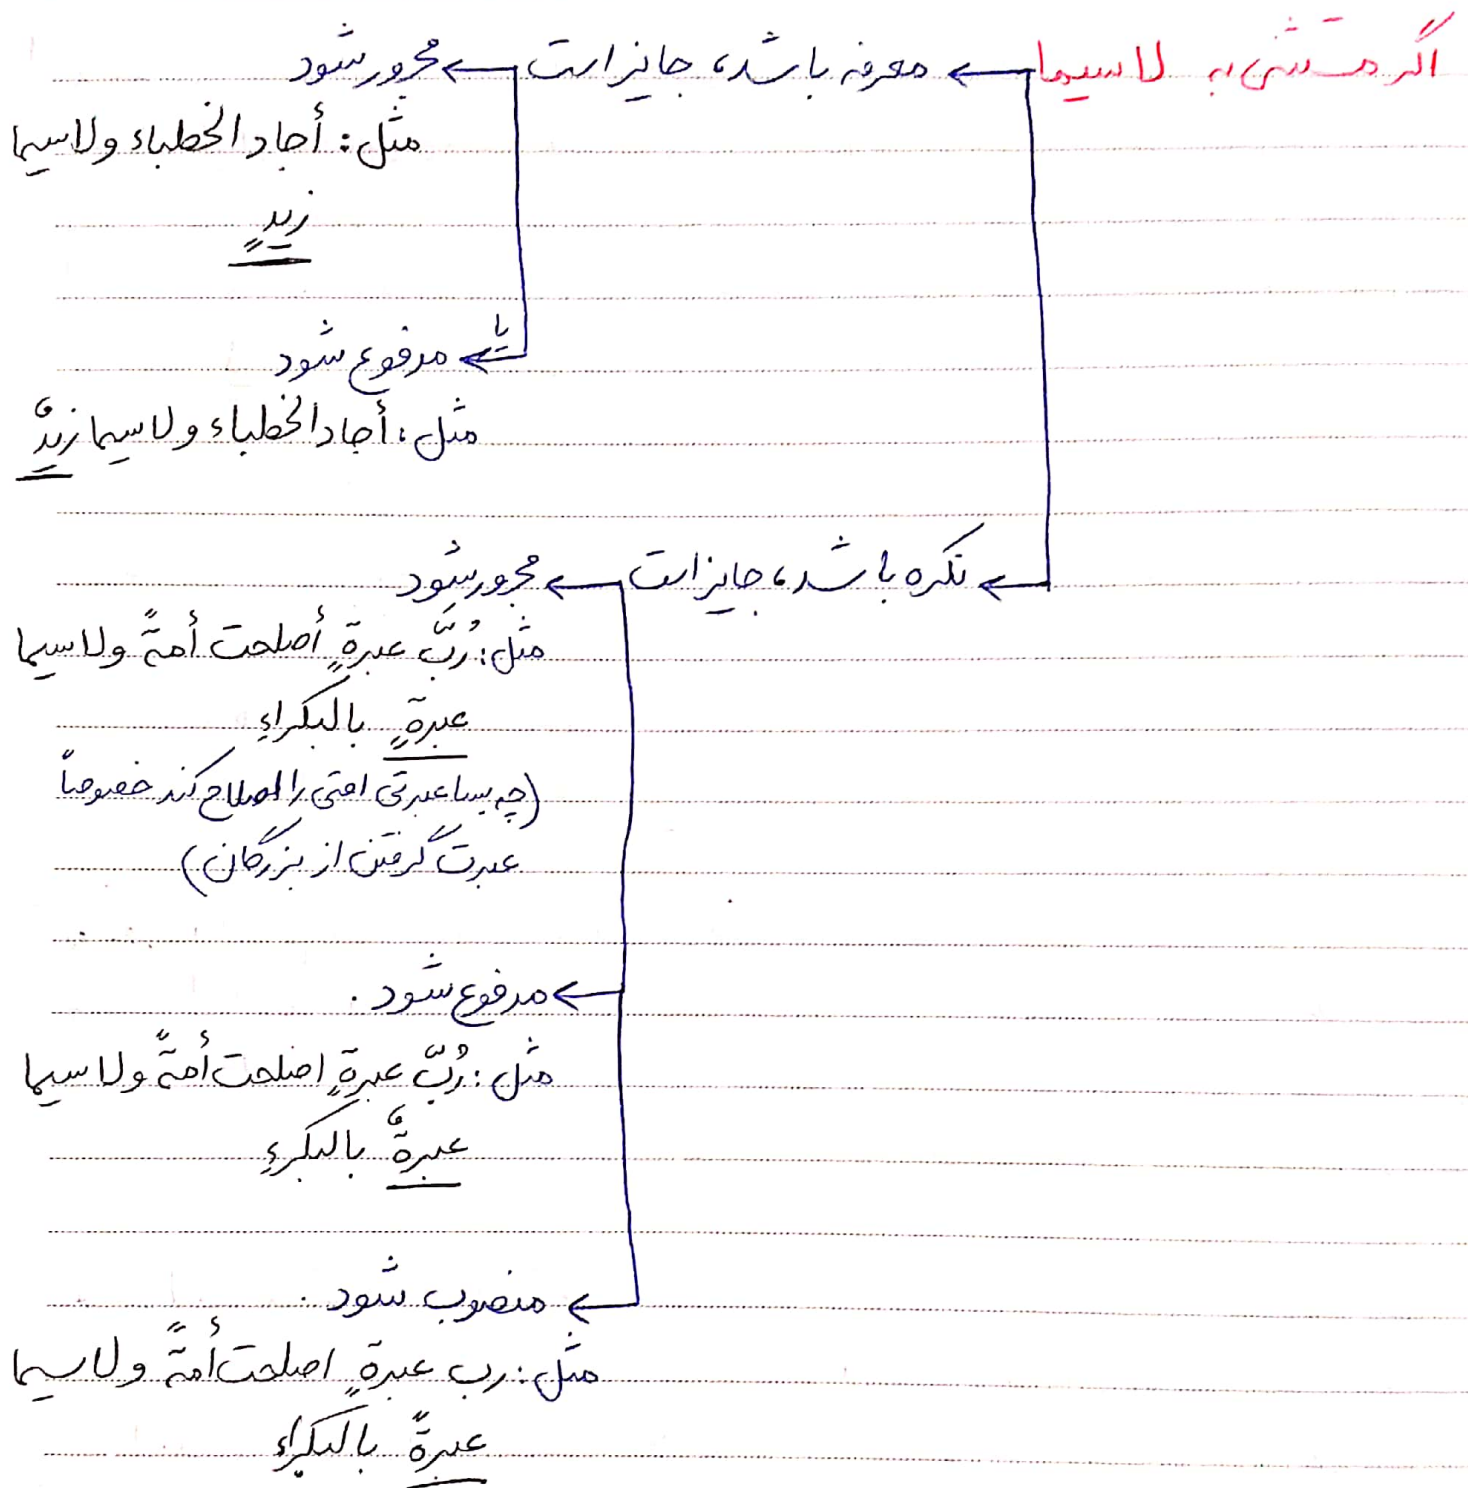 اگر مستثنی به لاسیما ← معرفه باشد، جایز است ← مجرور شود
مثل: أجاد الخطباء ولاسیما
زیدٍ
یا ← مرفوع شود
مثل: أجاد الخطباء ولاسیما زیدٌ
← نکره باشد، جایز است ← مجرور شود
مثل: رُبَّ عبرةٍ أصلحت أمةً ولاسیما
عبرةٍ بالکبراءِ
(چه بسا عبرتی امتی را اصلاح کند خصوصاً
عبرت گرفتن از بزرگان)
← مرفوع شود.
مثل: رُبّ عبرةٍ اصلحت أمةً ولاسیما
عبرةٌ بالکبرءِ
← منصوب شود.
مثل: رب عبرةٍ اصلحت أمةً ولاسیما
عبرةً بالکبراءِ